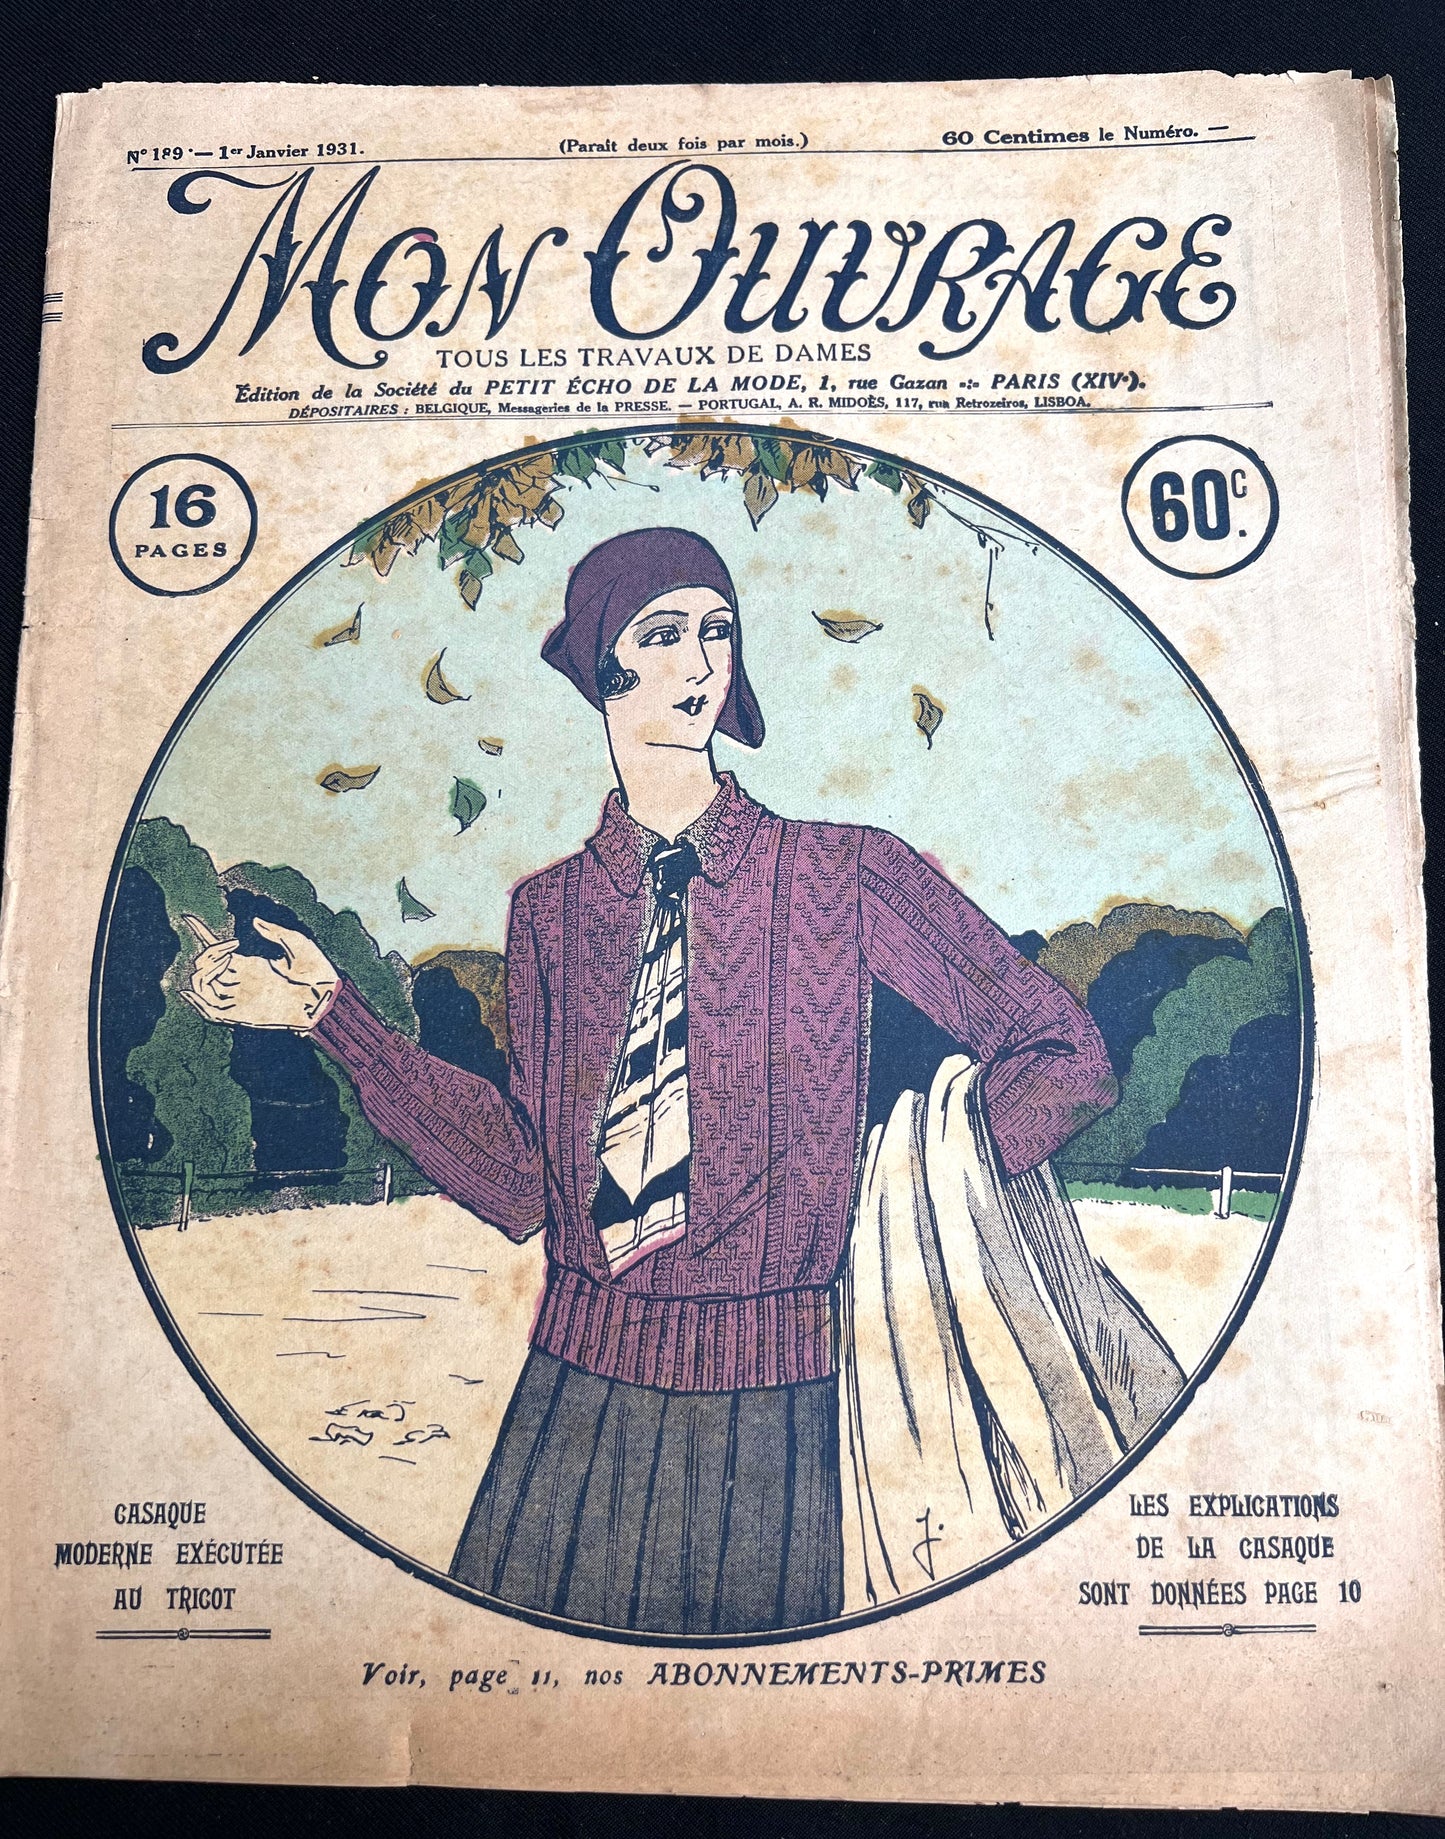 N° 189 — 1er Janvier 1931.
(Paraît deux fois par mois.)
60 Centimes le Numéro. —
MON OUVRAGE
TOUS LES TRAVAUX DE DAMES
Édition de la Société du PETIT ÉCHO DE LA MODE, 1, rue Gazan -:- PARIS (XIVe).
DÉPOSITAIRES : BELGIQUE, Messageries de la PRESSE. — PORTUGAL, A. R. MIDOÈS, 117, rua Retrozeiros, LISBOA.
16
PAGES
60c.
J.
CASAQUE
MODERNE EXÉCUTÉE
AU TRICOT
LES EXPLICATIONS
DE LA CASAQUE
SONT DONNÉES PAGE 10
Voir, page 11, nos ABONNEMENTS-PRIMES